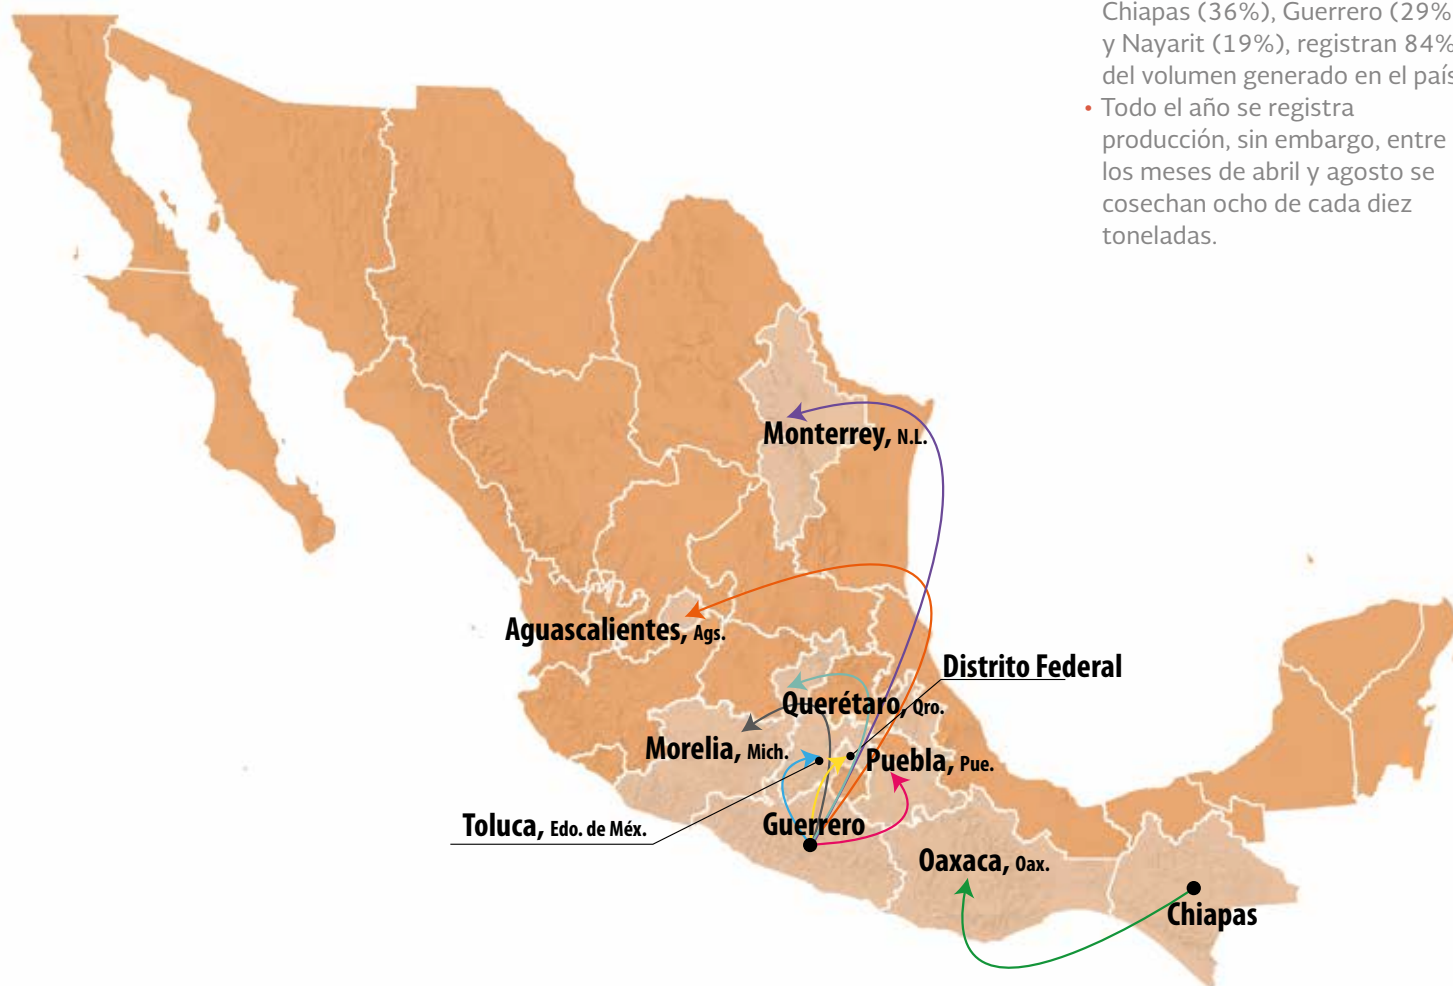 Chiapas (36%), Guerrero (29%
y Nayarit (19%), registran 84%
del volumen generado en el país
• Todo el año se registra
producción, sin embargo, entre
los meses de abril y agosto se
cosechan ocho de cada diez
toneladas.
Monterrey, N.L.
Aguascalientes, Ags.
Distrito Federal
Querétaro, Qro.
Morelia, Mich.
Puebla, Pue.
Toluca, Edo. de Méx.
Guerrero
Oaxaca, Oax.
Chiapas